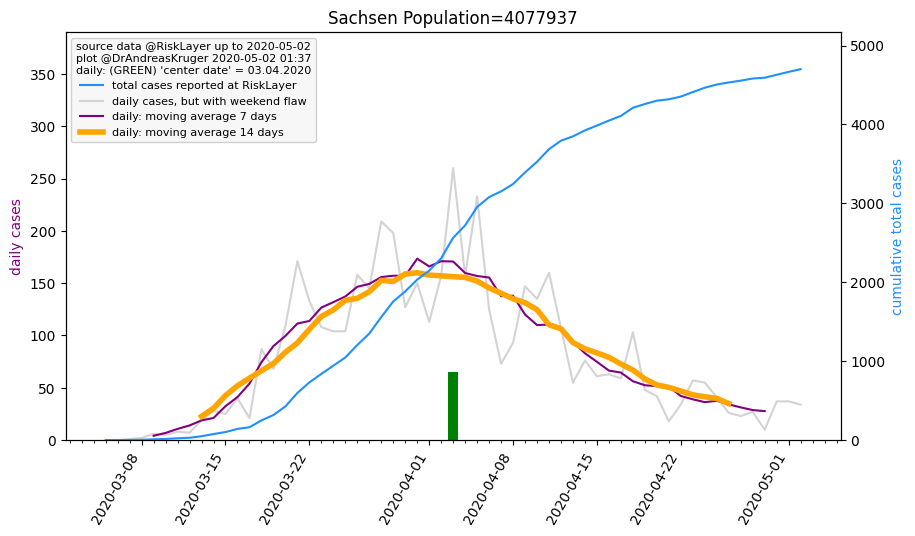 Sachsen Population=4077937
source data @RiskLayer up to 2020-05-02
plot @DrAndreasKruger 2020-05-02 01:37
daily: (GREEN) 'center date' = 03.04.2020
total cases reported at RiskLayer
daily cases, but with weekend flaw
daily: moving average 7 days
daily: moving average 14 days
daily cases
350
300
250
200
150
100
50
0
5000
4000
3000
2000
1000
0
cumulative total cases
2020-03-08
2020-03-15
2020-03-22
2020-04-01
2020-04-08
2020-04-15
2020-04-22
2020-05-01